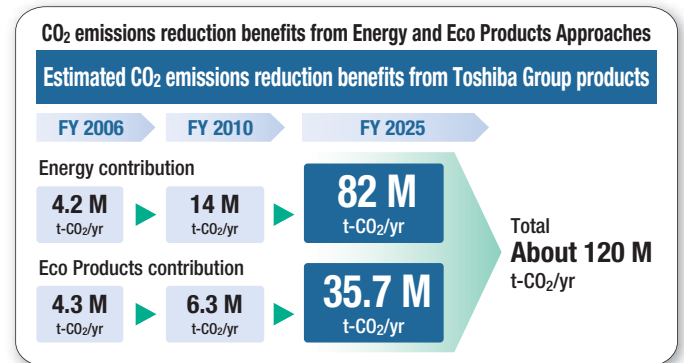 CO₂ emissions reduction benefits from Energy and Eco Products Approaches
Estimated CO₂ emissions reduction benefits from Toshiba Group products
FY 2006 FY 2010 FY 2025
Energy contribution
4.2 M 14 M 82 M
t-CO₂/yr t-CO₂/yr t-CO₂/yr
Total
About 120 M
t-CO₂/yr
Eco Products contribution
4.3 M 6.3 M 35.7 M
t-CO₂/yr t-CO₂/yr t-CO₂/yr